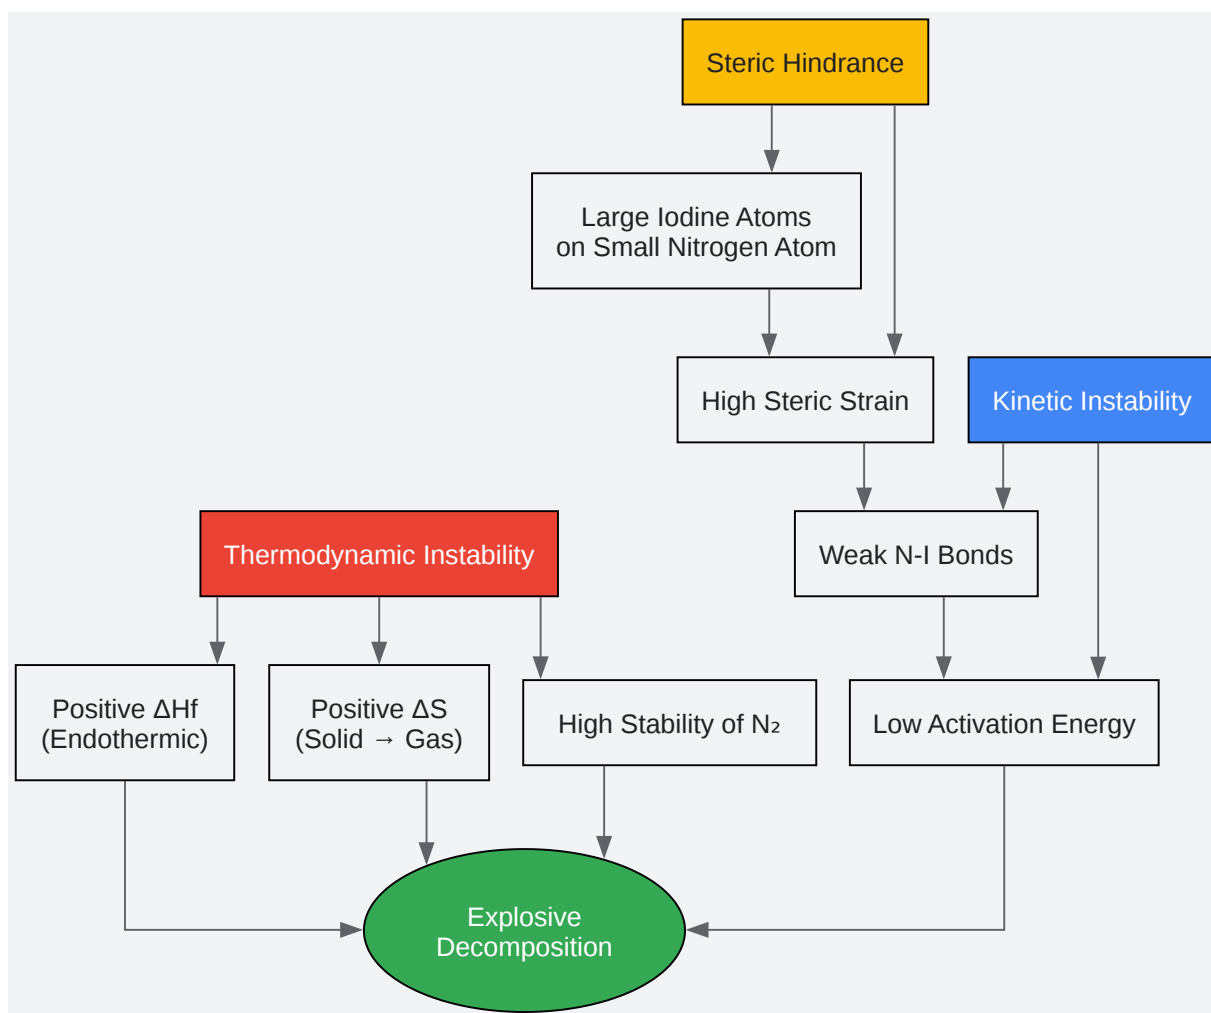 Steric Hindrance
Large Iodine Atoms
on Small Nitrogen Atom
High Steric Strain
Kinetic Instability
Thermodynamic Instability
Weak N-I Bonds
Positive ΔHf
(Endothermic)
Positive ΔS
(Solid → Gas)
High Stability of N₂
Low Activation Energy
Explosive
Decomposition